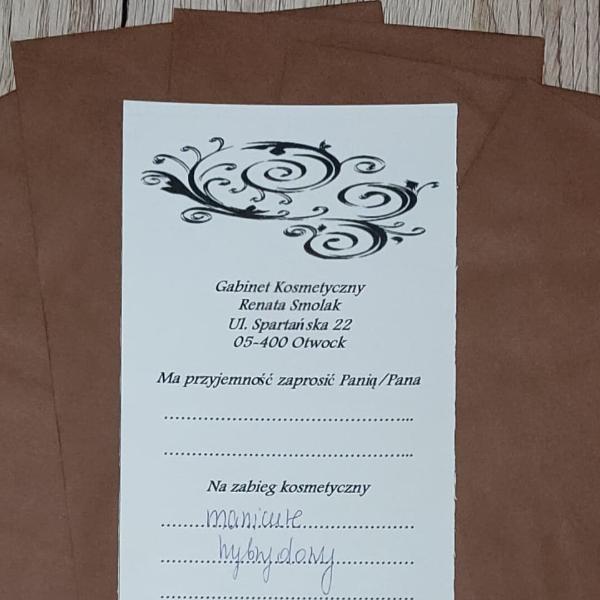 Gabinet Kosmetyczny
Renata Smolak
Ul. Spartańska 22
05-400 Otwock
Ma przyjemność zaprosić Panią/Pana
Na zabieg kosmetyczny
manicure
hybrydowy